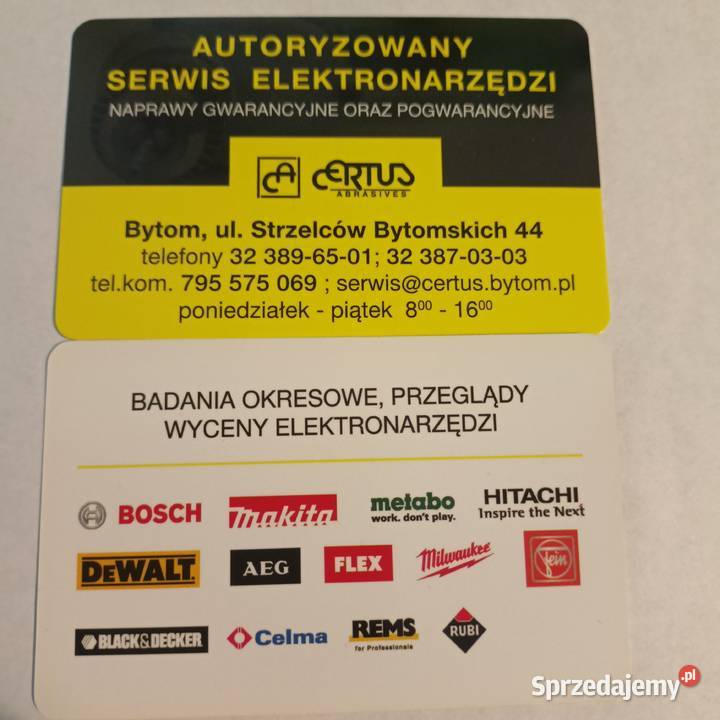 AUTORYZOWANY
SERWIS ELEKTRONARZĘDZI
NAPRAWY GWARANCYJNE ORAZ POGWARANCYJNE
CA CERTUS
ABRASIVES
Bytom, ul. Strzelców Bytomskich 44
telefony 32 389-65-01; 32 387-03-03
tel.kom. 795 575 069 ; serwis@certus.bytom.pl
poniedziałek - piątek 8⁰⁰ - 16⁰⁰
BADANIA OKRESOWE, PRZEGLĄDY
WYCENY ELEKTRONARZĘDZI
BOSCH makita metabo HITACHI
work. don't play. Inspire the Next
DEWALT AEG FLEX Milwaukee Fein
BLACK&DECKER Celma REMS RUBI
for Professionals
Sprzedajemy.pl